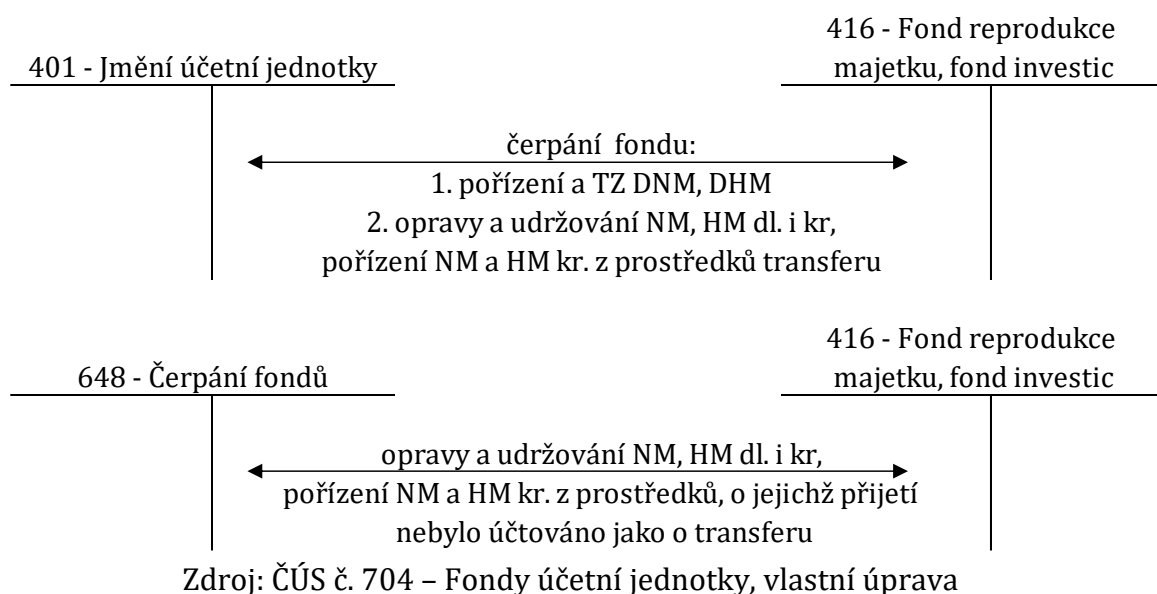 416 - Fond reprodukce
401 - Jmění účetní jednotky
majetku, fond investic
čerpání fondu:
1. pořízení a TZ DNM, DHM
2. opravy a udržování NM, HM dl. i kr,
pořízení NM a HM kr. z prostředků transferu
416 - Fond reprodukce
648 - Čerpání fondů
majetku, fond investic
opravy a udržování NM, HM dl. i kr,
pořízení NM a HM kr. z prostředků, o jejichž přijetí
nebylo účtováno jako o transferu
Zdroj: ČÚS č. 704 – Fondy účetní jednotky, vlastní úprava